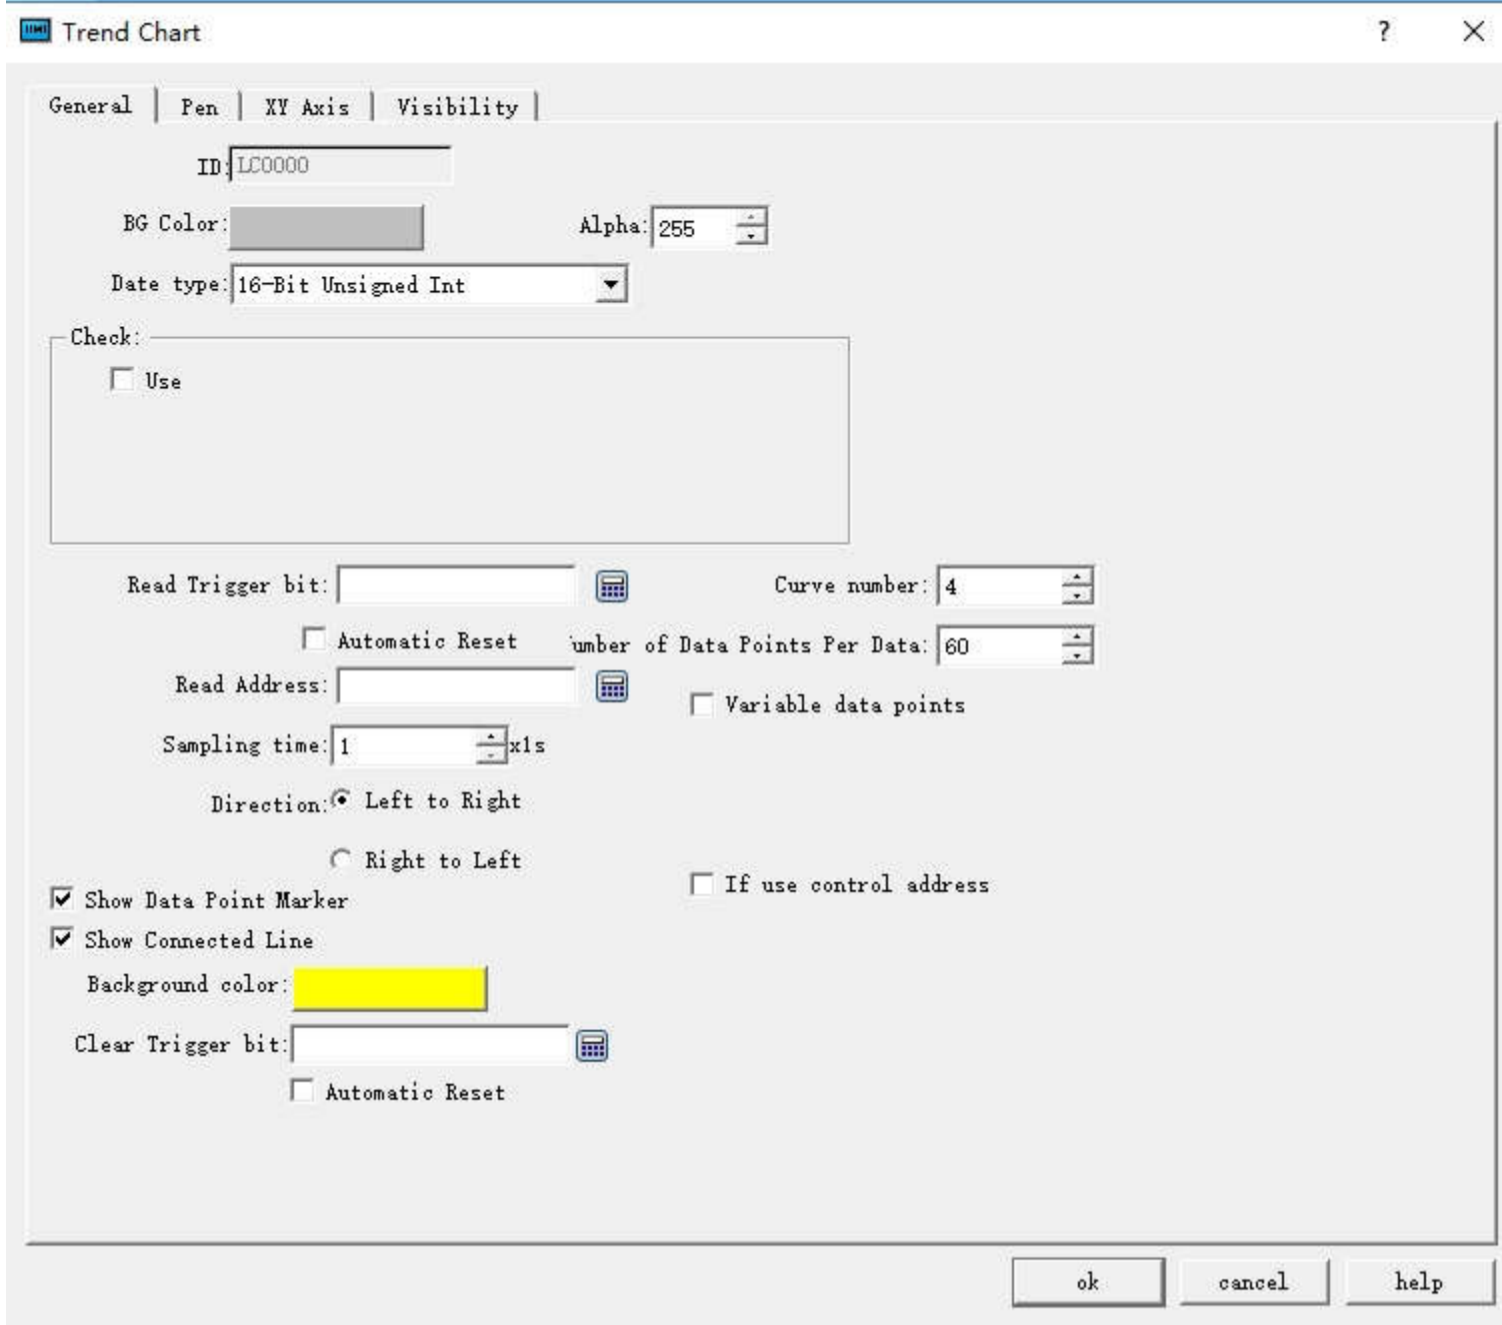 Trend Chart
?
General
Pen
XY Axis
Visibility
ID:
LC0000
BG Color:
Alpha:
255
Date type:
16-Bit Unsigned Int
Check:
Use
Read Trigger bit:
Curve number:
4
Automatic Reset
umber of Data Points Per Data:
60
Read Address:
Variable data points
Sampling time:
1
x1s
Direction:
Left to Right
Right to Left
If use control address
Show Data Point Marker
Show Connected Line
Background color:
Clear Trigger bit:
Automatic Reset
ok
cancel
help